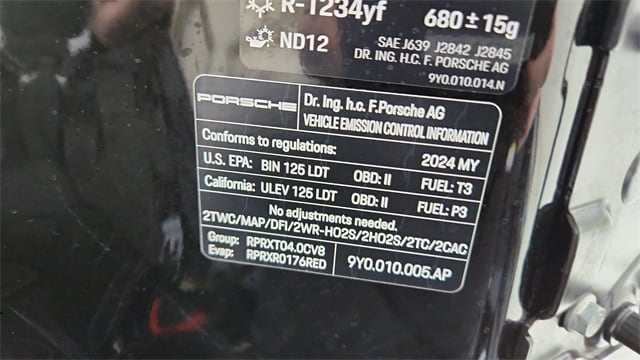 R-1234yf 680 ± 15g
ND12
SAE J639 J2842 J2845
DR. ING. H.C. F. PORSCHE AG
9Y0.010.014.N
PORSCHE
Dr. Ing. h.c. F.Porsche AG
VEHICLE EMISSION CONTROL INFORMATION
Conforms to regulations: 2024 MY
U.S. EPA: BIN 125 LDT OBD: II FUEL: T3
California: ULEV 125 LDT OBD: II FUEL: P3
No adjustments needed.
2TWC/MAP/DFI/2WR-HO2S/2HO2S/2TC/2CAC
Group: RPRXT04.0CV8
Evap: RPRXR0176RED
9Y0.010.005.AP